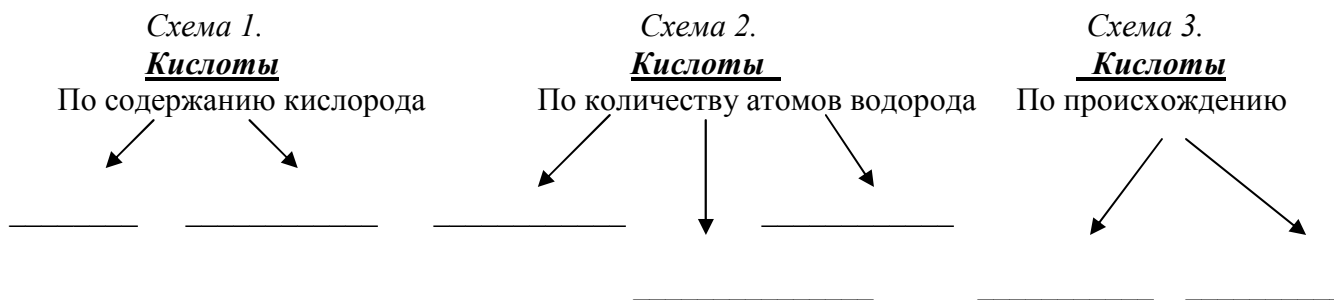 Схема 1. Схема 2. Схема 3.
Кислоты Кислоты Кислоты
По содержанию кислорода По количеству атомов водорода По происхождению